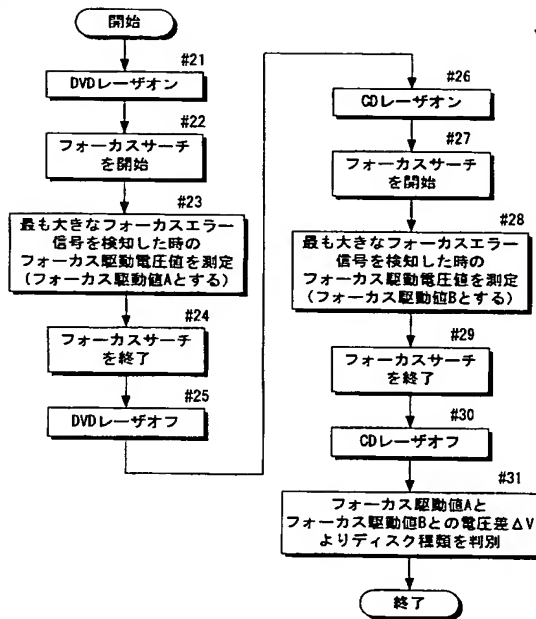 開始
#21
DVDレーザオン
#22
フォーカスサーチ
を開始
#23
最も大きなフォーカスエラー
信号を検知した時の
フォーカス駆動電圧値を測定
(フォーカス駆動値Aとする)
#24
フォーカスサーチ
を終了
#25
DVDレーザオフ
#26
CDレーザオン
#27
フォーカスサーチ
を開始
#28
最も大きなフォーカスエラー
信号を検知した時の
フォーカス駆動電圧値を測定
(フォーカス駆動値Bとする)
#29
フォーカスサーチ
を終了
#30
CDレーザオフ
#31
フォーカス駆動値Aと
フォーカス駆動値Bとの電圧差ΔV
よりディスク種類を判別
終了